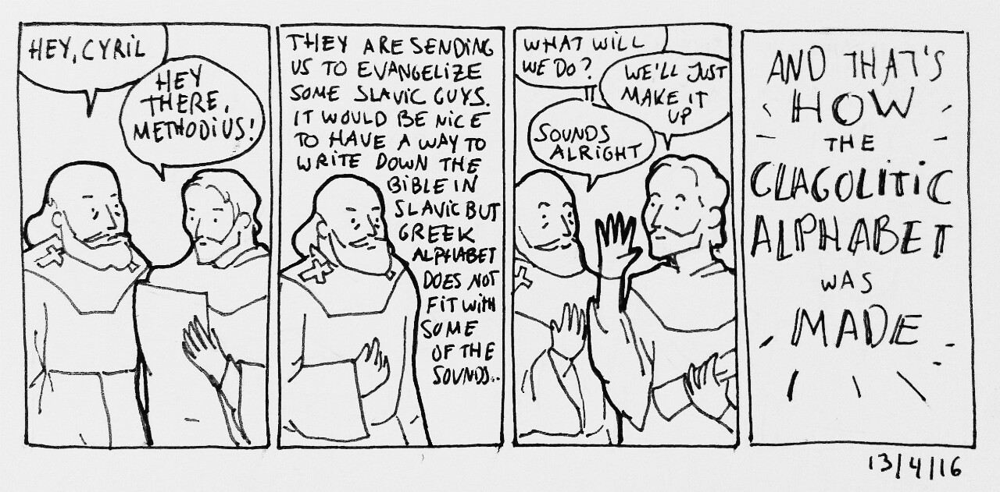 HEY, CYRIL
HEY
THERE,
METHODIUS!
THEY ARE SENDING
US TO EVANGELIZE
SOME SLAVIC GUYS.
IT WOULD BE NICE
TO HAVE A WAY TO
WRITE DOWN THE
BIBLE IN
SLAVIC BUT
GREEK
ALPHABET
DOES NOT
FIT WITH
SOME
OF THE
SOUNDS...
WHAT WILL
WE DO?
WE'LL JUST
MAKE IT
UP
SOUNDS
ALRIGHT
AND THAT'S
HOW
THE
GLAGOLITIC
ALPHABET
WAS
MADE
13/4/16